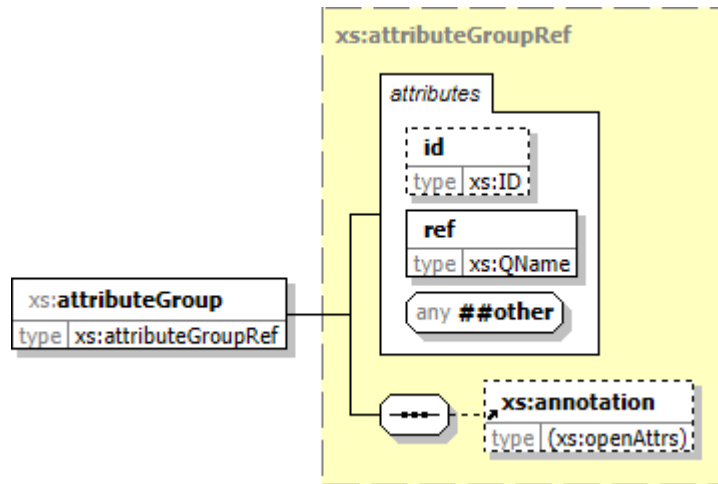 xs:attributeGroupRef
attributes
id
type xs:ID
ref
type xs:QName
any ##other
xs:attributeGroup
type xs:attributeGroupRef
xs:annotation
type (xs:openAttrs)